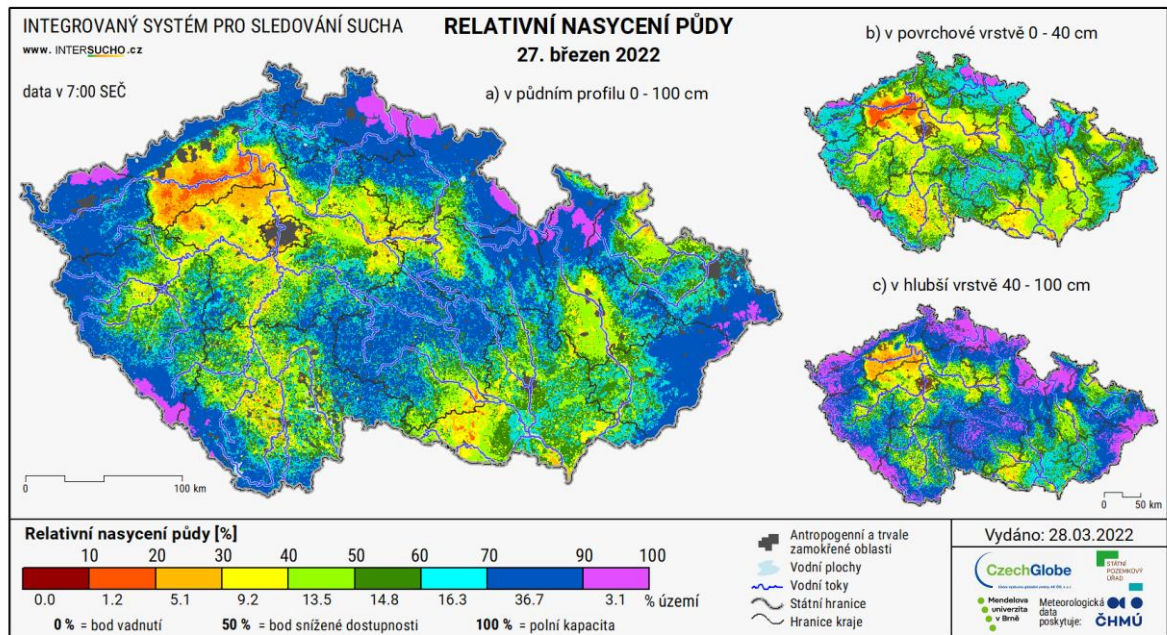 INTEGROVANÝ SYSTÉM PRO SLEDOVÁNÍ SUCHA
www. INTERSUCHO.cz
data v 7:00 SEČ
RELATIVNÍ NASYCENÍ PŮDY
27. březen 2022
a) v půdním profilu 0 - 100 cm
b) v povrchové vrstvě 0 - 40 cm
c) v hlubší vrstvě 40 - 100 cm
0 100 km
0 50 km
Relativní nasycení půdy [%]
10 20 30 40 50 60 70 90 100
0.0 1.2 5.1 9.2 13.5 14.8 16.3 36.7 3.1 % území
0 % = bod vadnutí 50 % = bod snížené dostupnosti 100 % = polní kapacita
Antropogenní a trvale
zamokřené oblasti
Vodní plochy
Vodní toky
Státní hranice
Hranice kraje
Vydáno: 28.03.2022
CzechGlobe
STÁTNÍ
POZEMKOVÝ
ÚŘAD
Mendelova
univerzita
v Brně
Meteorologická
data
poskytuje:
ČHMÚ